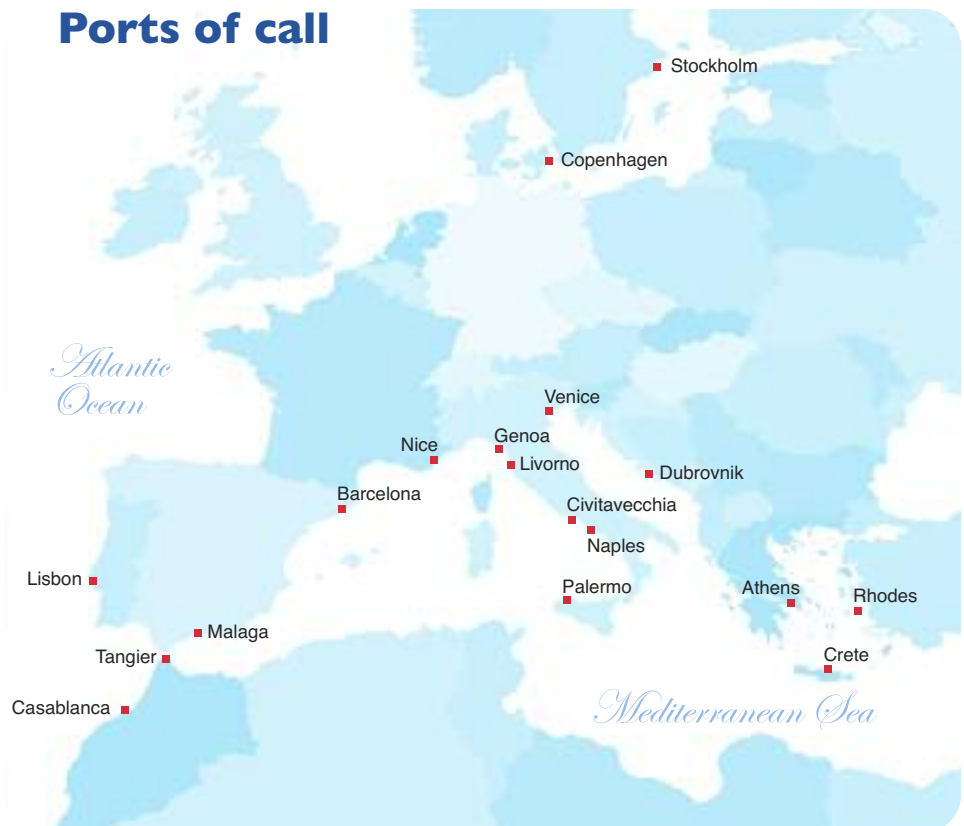 Ports of call
Stockholm
Copenhagen
Atlantic
Ocean
Venice
Genoa
Nice
Livorno
Dubrovnik
Barcelona
Civitavecchia
Naples
Lisbon
Palermo
Athens
Rhodes
Malaga
Tangier
Crete
Casablanca
Mediterranean Sea